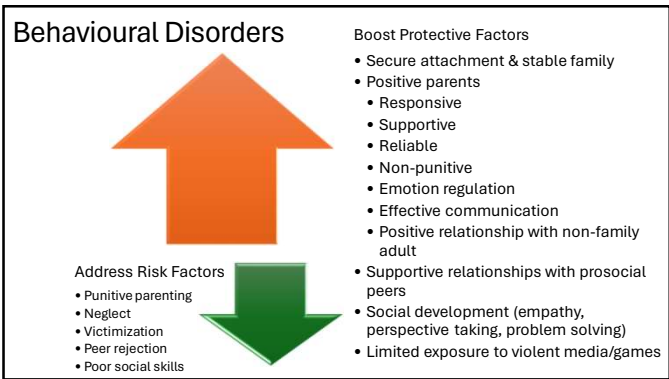 Behavioural Disorders
Boost Protective Factors
• Secure attachment & stable family
• Positive parents
• Responsive
• Supportive
• Reliable
• Non-punitive
• Emotion regulation
• Effective communication
• Positive relationship with non-family
adult
• Supportive relationships with prosocial
peers
• Social development (empathy,
perspective taking, problem solving)
• Limited exposure to violent media/games
Address Risk Factors
• Punitive parenting
• Neglect
• Victimization
• Peer rejection
• Poor social skills